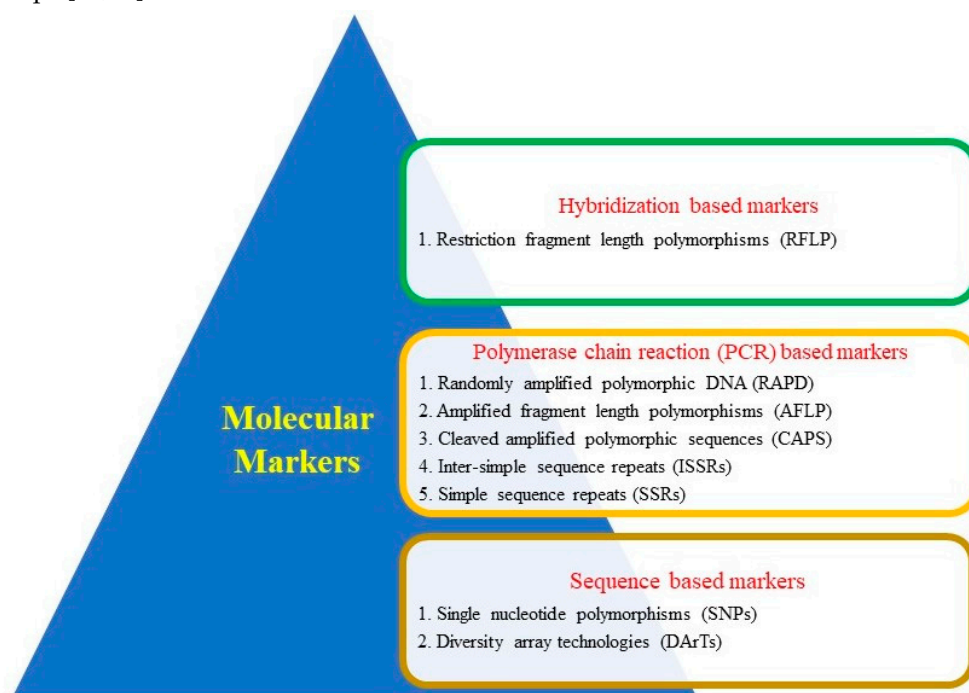 Hybridization based markers
1. Restriction fragment length polymorphisms (RFLP)
Polymerase chain reaction (PCR) based markers
1. Randomly amplified polymorphic DNA (RAPD)
2. Amplified fragment length polymorphisms (AFLP)
3. Cleaved amplified polymorphic sequences (CAPS)
4. Inter-simple sequence repeats (ISSRs)
5. Simple sequence repeats (SSRs)
Molecular
Markers
Sequence based markers
1. Single nucleotide polymorphisms (SNPs)
2. Diversity array technologies (DArTs)